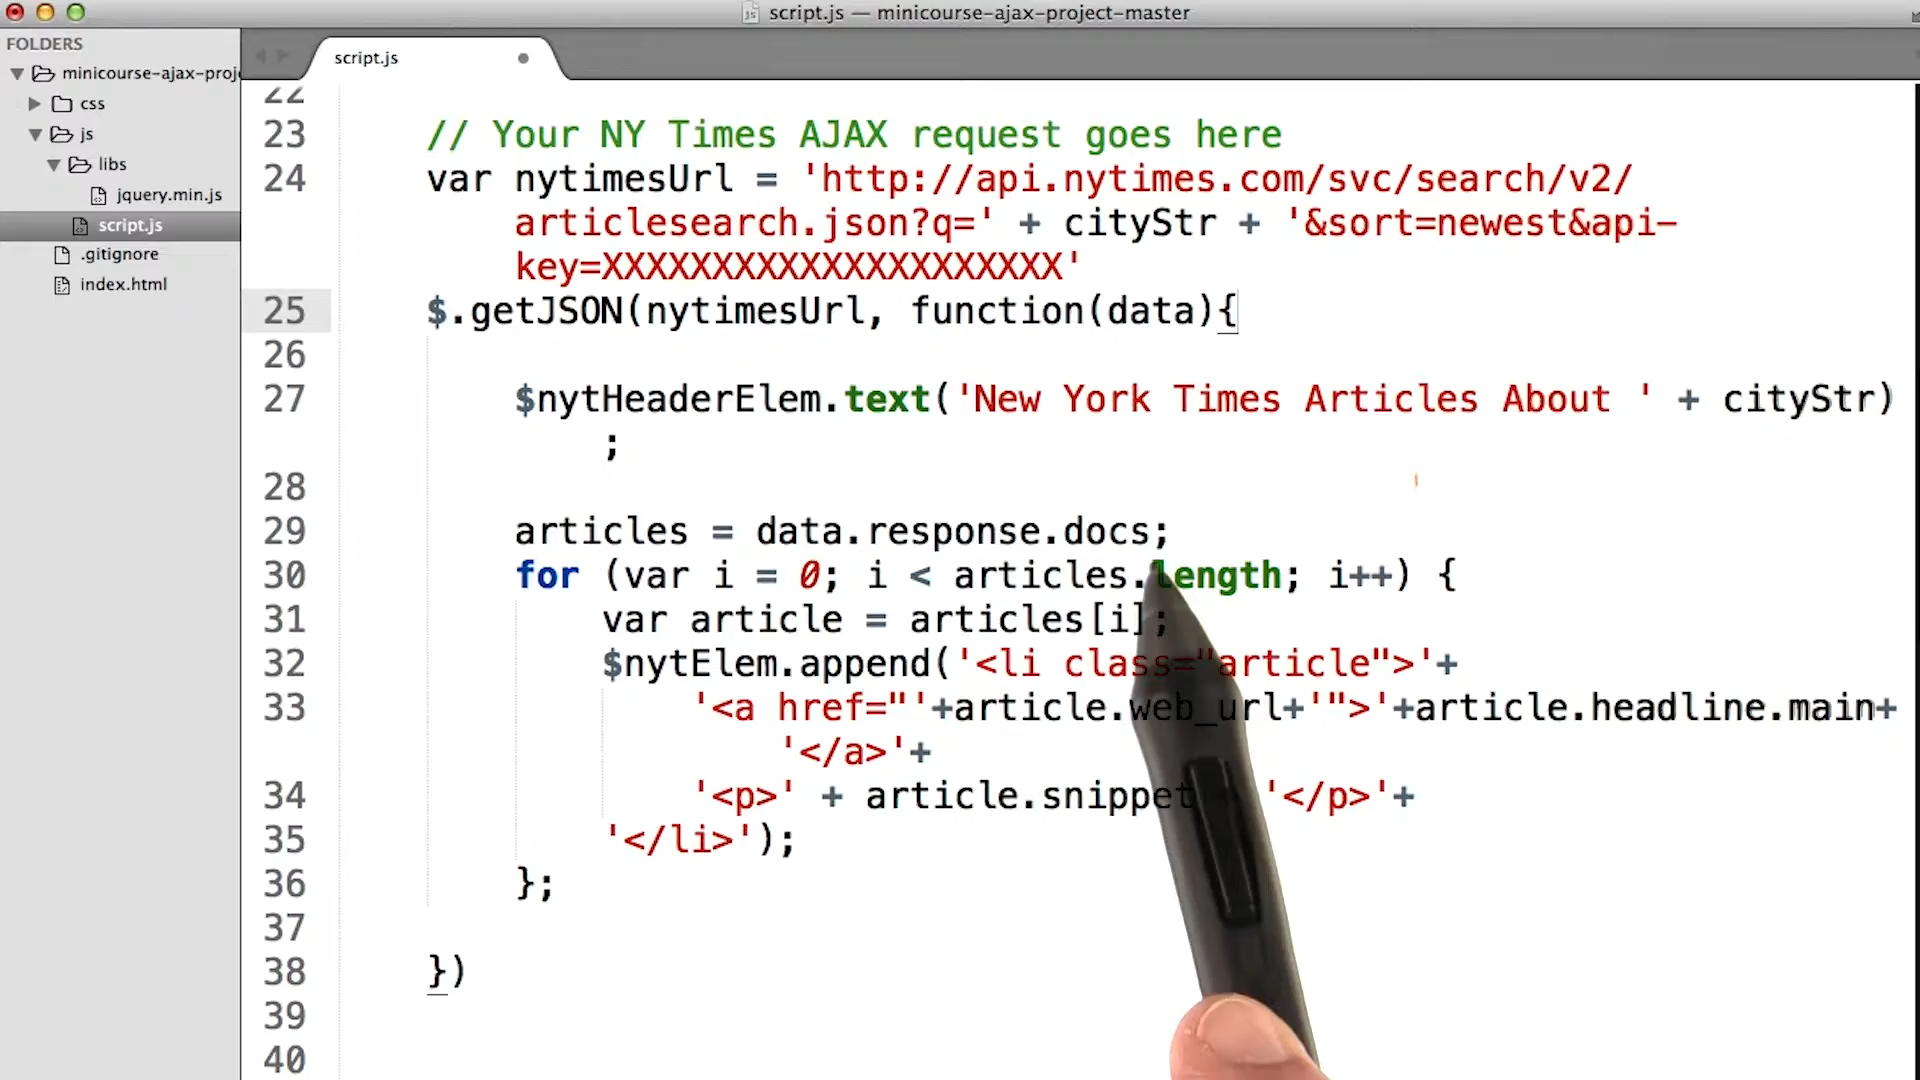 script.js — minicourse-ajax-project-master
FOLDERS
minicourse-ajax-proj
css
js
libs
jquery.min.js
script.js
.gitignore
index.html
script.js
22
23 // Your NY Times AJAX request goes here
24 var nytimesUrl = 'http://api.nytimes.com/svc/search/v2/
articlesearch.json?q=' + cityStr + '&sort=newest&api-
key=XXXXXXXXXXXXXXXXXXXXX'
25 $.getJSON(nytimesUrl, function(data){
26
27 $nytHeaderElem.text('New York Times Articles About ' + cityStr)
;
28
29 articles = data.response.docs;
30 for (var i = 0; i < articles.length; i++) {
31 var article = articles[i];
32 $nytElem.append('<li class="article">'+
33 '<a href="'+article.web_url+'">'+article.headline.main+
'</a>'+
34 '<p>' + article.snippet + '</p>'+
35 '</li>');
36 };
37
38 })
39
40